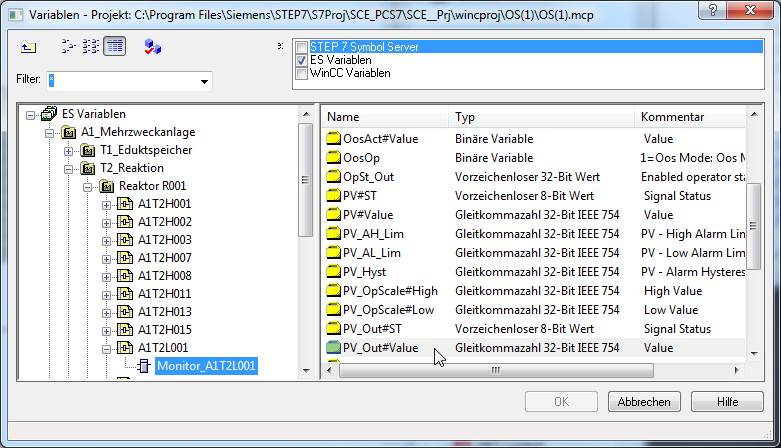 Variablen - Projekt: C:\Program Files\Siemens\STEP7\S7Proj\SCE_PCS7\SCE__Prj\wincproj\OS(1)\OS(1).mcp
STEP 7 Symbol Server
ES Variablen
WinCC Variablen
Filter: *
ES Variablen
A1_Mehrzweckanlage
T1_Eduktspeicher
T2_Reaktion
Reaktor R001
A1T2H001
A1T2H002
A1T2H003
A1T2H007
A1T2H008
A1T2H011
A1T2H013
A1T2H015
A1T2L001
Monitor_A1T2L001
Name Typ Kommentar
OosAct#Value Binäre Variable Value
OosOp Binäre Variable 1=Oos Mode: Oos M
OpSt_Out Vorzeichenloser 32-Bit Wert Enabled operator sta
PV#ST Vorzeichenloser 8-Bit Wert Signal Status
PV#Value Gleitkommazahl 32-Bit IEEE 754 Value
PV_AH_Lim Gleitkommazahl 32-Bit IEEE 754 PV - High Alarm Lim
PV_AL_Lim Gleitkommazahl 32-Bit IEEE 754 PV - Low Alarm Lim
PV_Hyst Gleitkommazahl 32-Bit IEEE 754 PV - Alarm Hysteres
PV_OpScale#High Gleitkommazahl 32-Bit IEEE 754 High Value
PV_OpScale#Low Gleitkommazahl 32-Bit IEEE 754 Low Value
PV_Out#ST Vorzeichenloser 8-Bit Wert Signal Status
PV_Out#Value Gleitkommazahl 32-Bit IEEE 754 Value
OK Abbrechen Hilfe